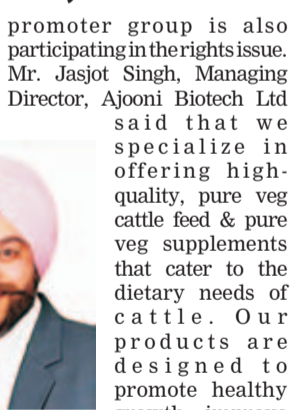 promoter group is also
participating in the rights issue.
Mr. Jasjot Singh, Managing
Director, Ajooni Biotech Ltd
said that we
specialize in
offering high-
quality, pure veg
cattle feed & pure
veg supplements
that cater to the
dietary needs of
cattle. Our
products are
designed to
promote healthy